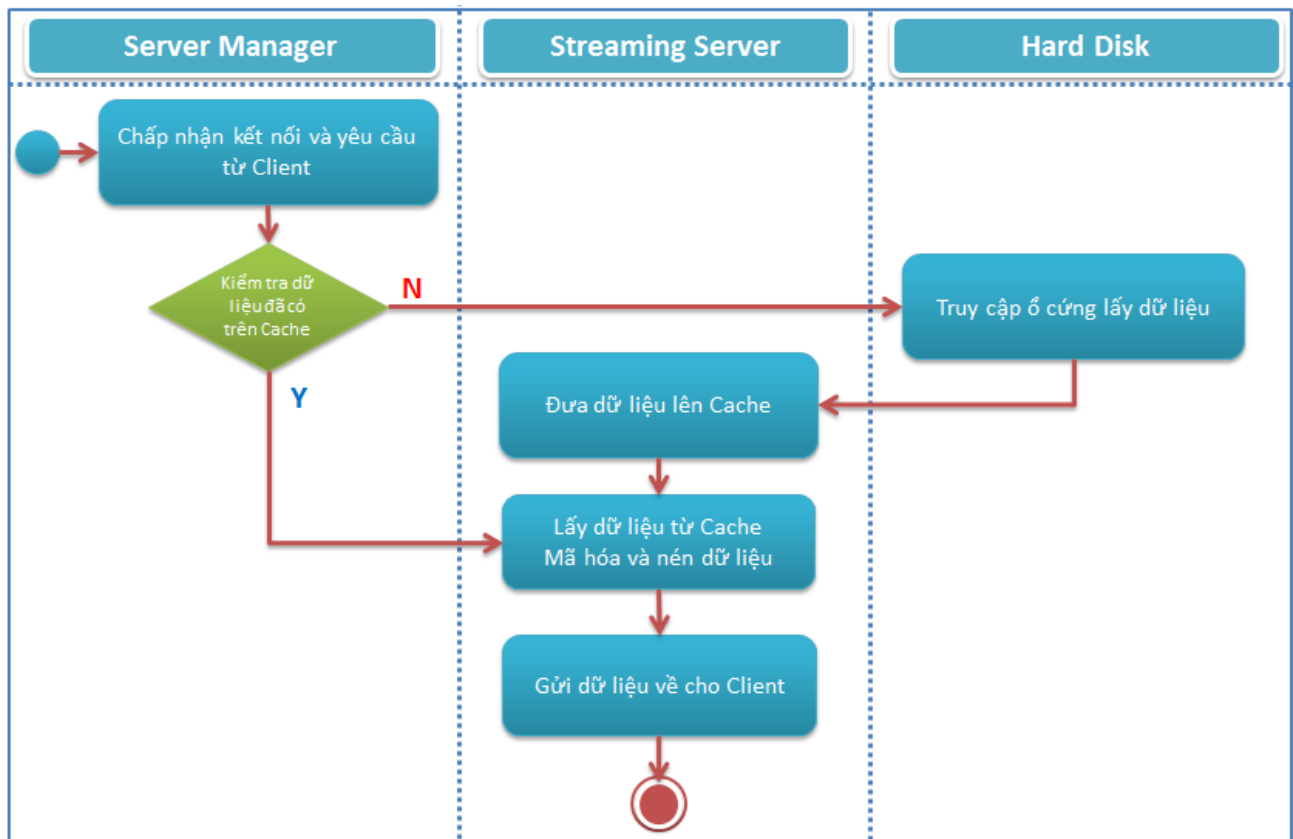 Server Manager
Streaming Server
Hard Disk
Chấp nhận kết nối và yêu cầu
từ Client
Kiểm tra dữ
liệu đã có
trên Cache
N
Truy cập ổ cứng lấy dữ liệu
Y
Đưa dữ liệu lên Cache
Lấy dữ liệu từ Cache
Mã hóa và nén dữ liệu
Gửi dữ liệu về cho Client